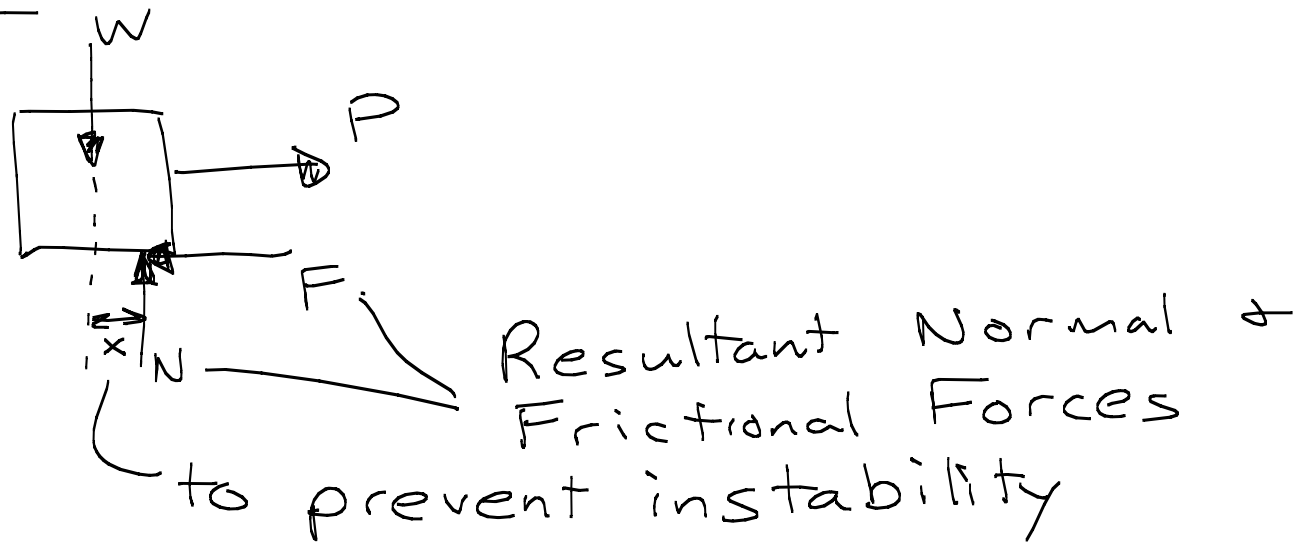 W
P
F
x
N
Resultant Normal &
Frictional Forces
to prevent instability